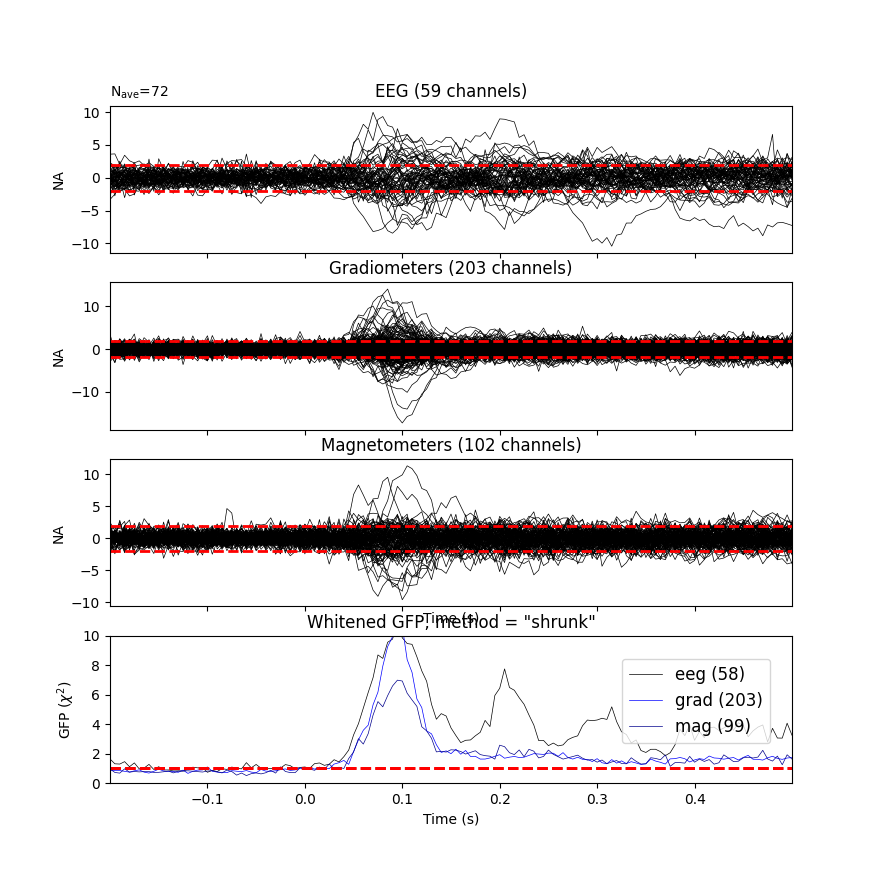 Nave=72
EEG (59 channels)
10
5
0
−5
−10
NA
Gradiometers (203 channels)
10
0
−10
NA
Magnetometers (102 channels)
10
5
0
−5
−10
NA
Time (s)
Whitened GFP, method = "shrunk"
10
8
6
4
2
0
GFP (χ²)
eeg (58)
grad (203)
mag (99)
−0.1
0.0
0.1
0.2
0.3
0.4
Time (s)